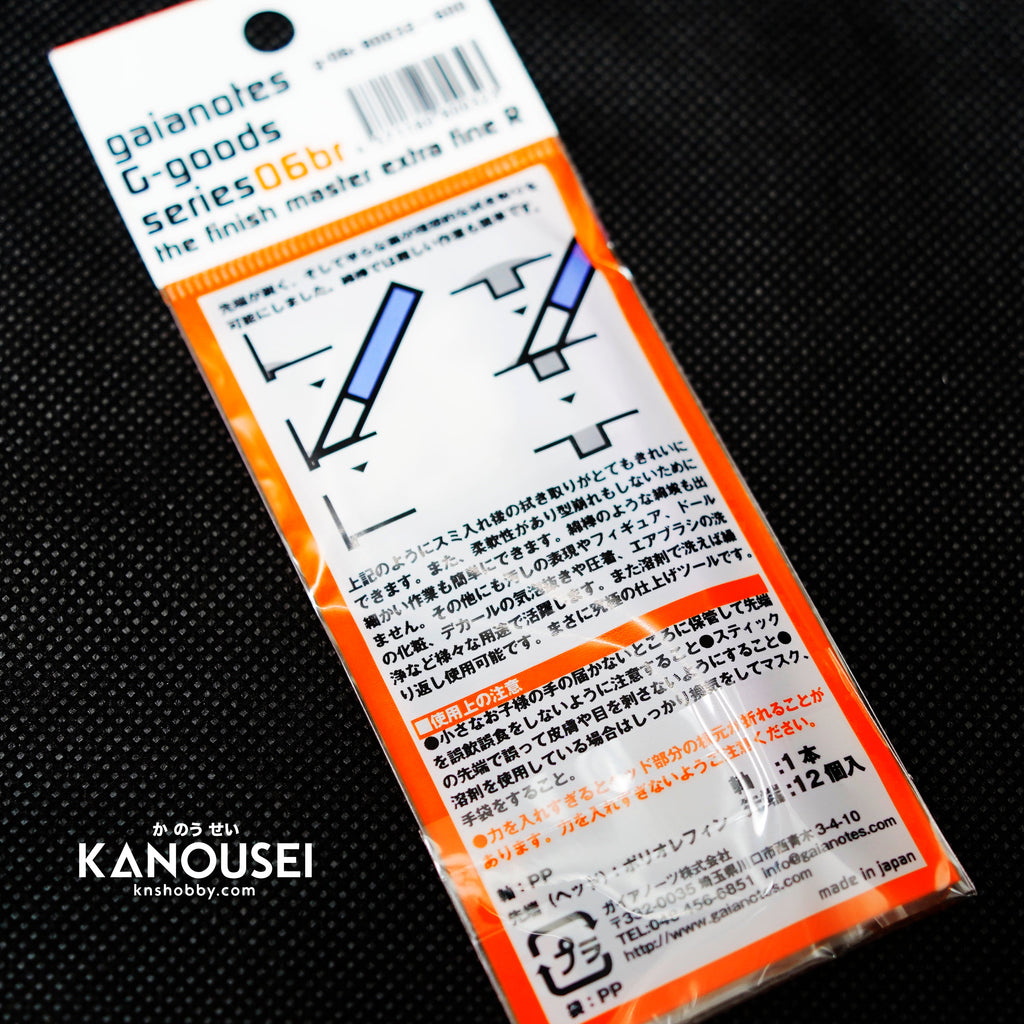 gaianotes
G-goods
series06br
the finish master extra fine R
先端が鋭く、そして平らな面が理想的な拭き取りを
可能にしました。綿棒では難しい作業も簡単です。
上記のようにスミ入れ後の拭き取りがとてもきれいに
できます。また、柔軟性があり型崩れもしないために
細かい作業も簡単にできます。綿棒のような綿埃も出
ません。その他にも汚しの表現やフィギュア、ドール
の化粧、デカールの気泡抜きや圧着、エアブラシの洗
浄など様々な用途で活躍します。また溶剤で洗えば繰
り返し使用可能です。まさに究極の仕上げツールです。
■使用上の注意
●小さなお子様の手の届かないところに保管して先端
を誤飲誤食をしないように注意すること●スティック
の先端で誤って皮膚や目を刺さないようにすること●
溶剤を使用している場合はしっかり換気をしてマスク、
手袋をすること。
●力を入れすぎるとヘッド部分の根元が折れることが
あります。力を入れすぎないようご注意ください。
軸:1本
先端:12個入
軸:PP
先端(ヘッド):ポリオレフィン
ガイアノーツ株式会社
〒332-0035 埼玉県川口市西青木3-4-10
TEL:048-456-6851 info@gaianotes.com
http://www.gaianotes.com
made in japan
プラ
袋:PP
かのうせい
KANOUSEI
knshobby.com